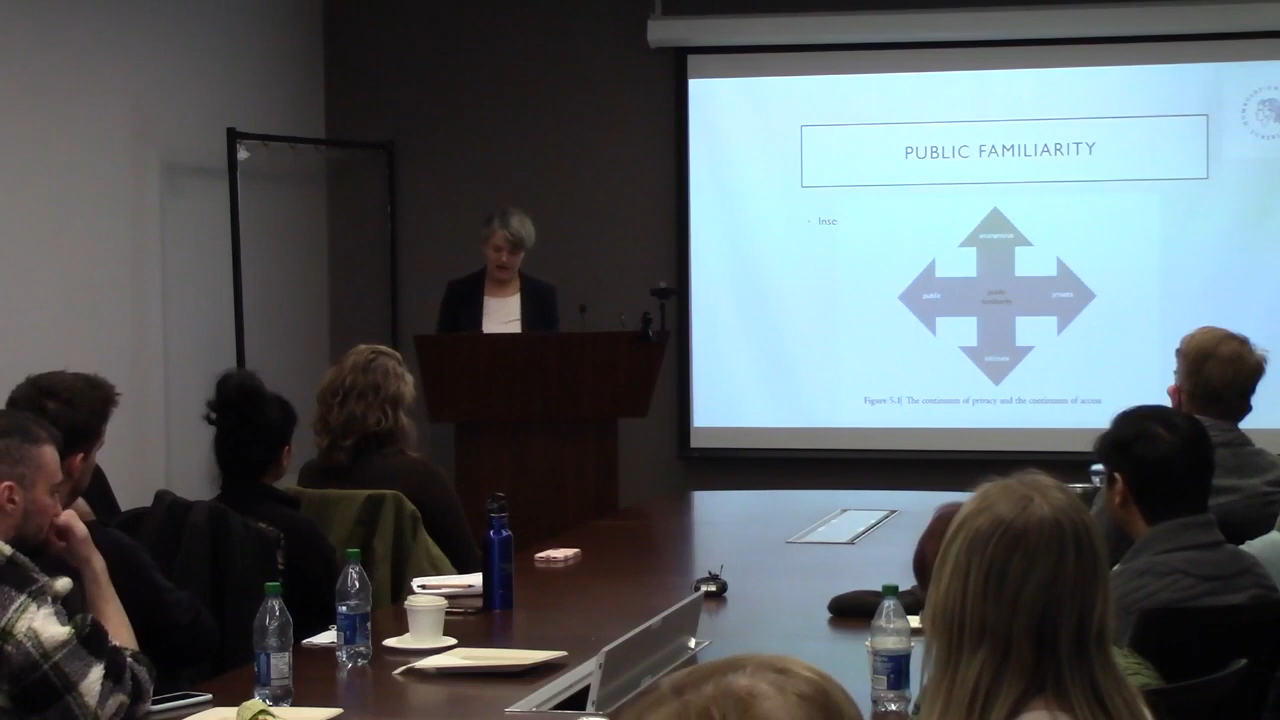 PUBLIC FAMILIARITY
Inse
anonymous
public
public
familiarity
private
intimate
Figure 5.1 The continuum of privacy and the continuum of access